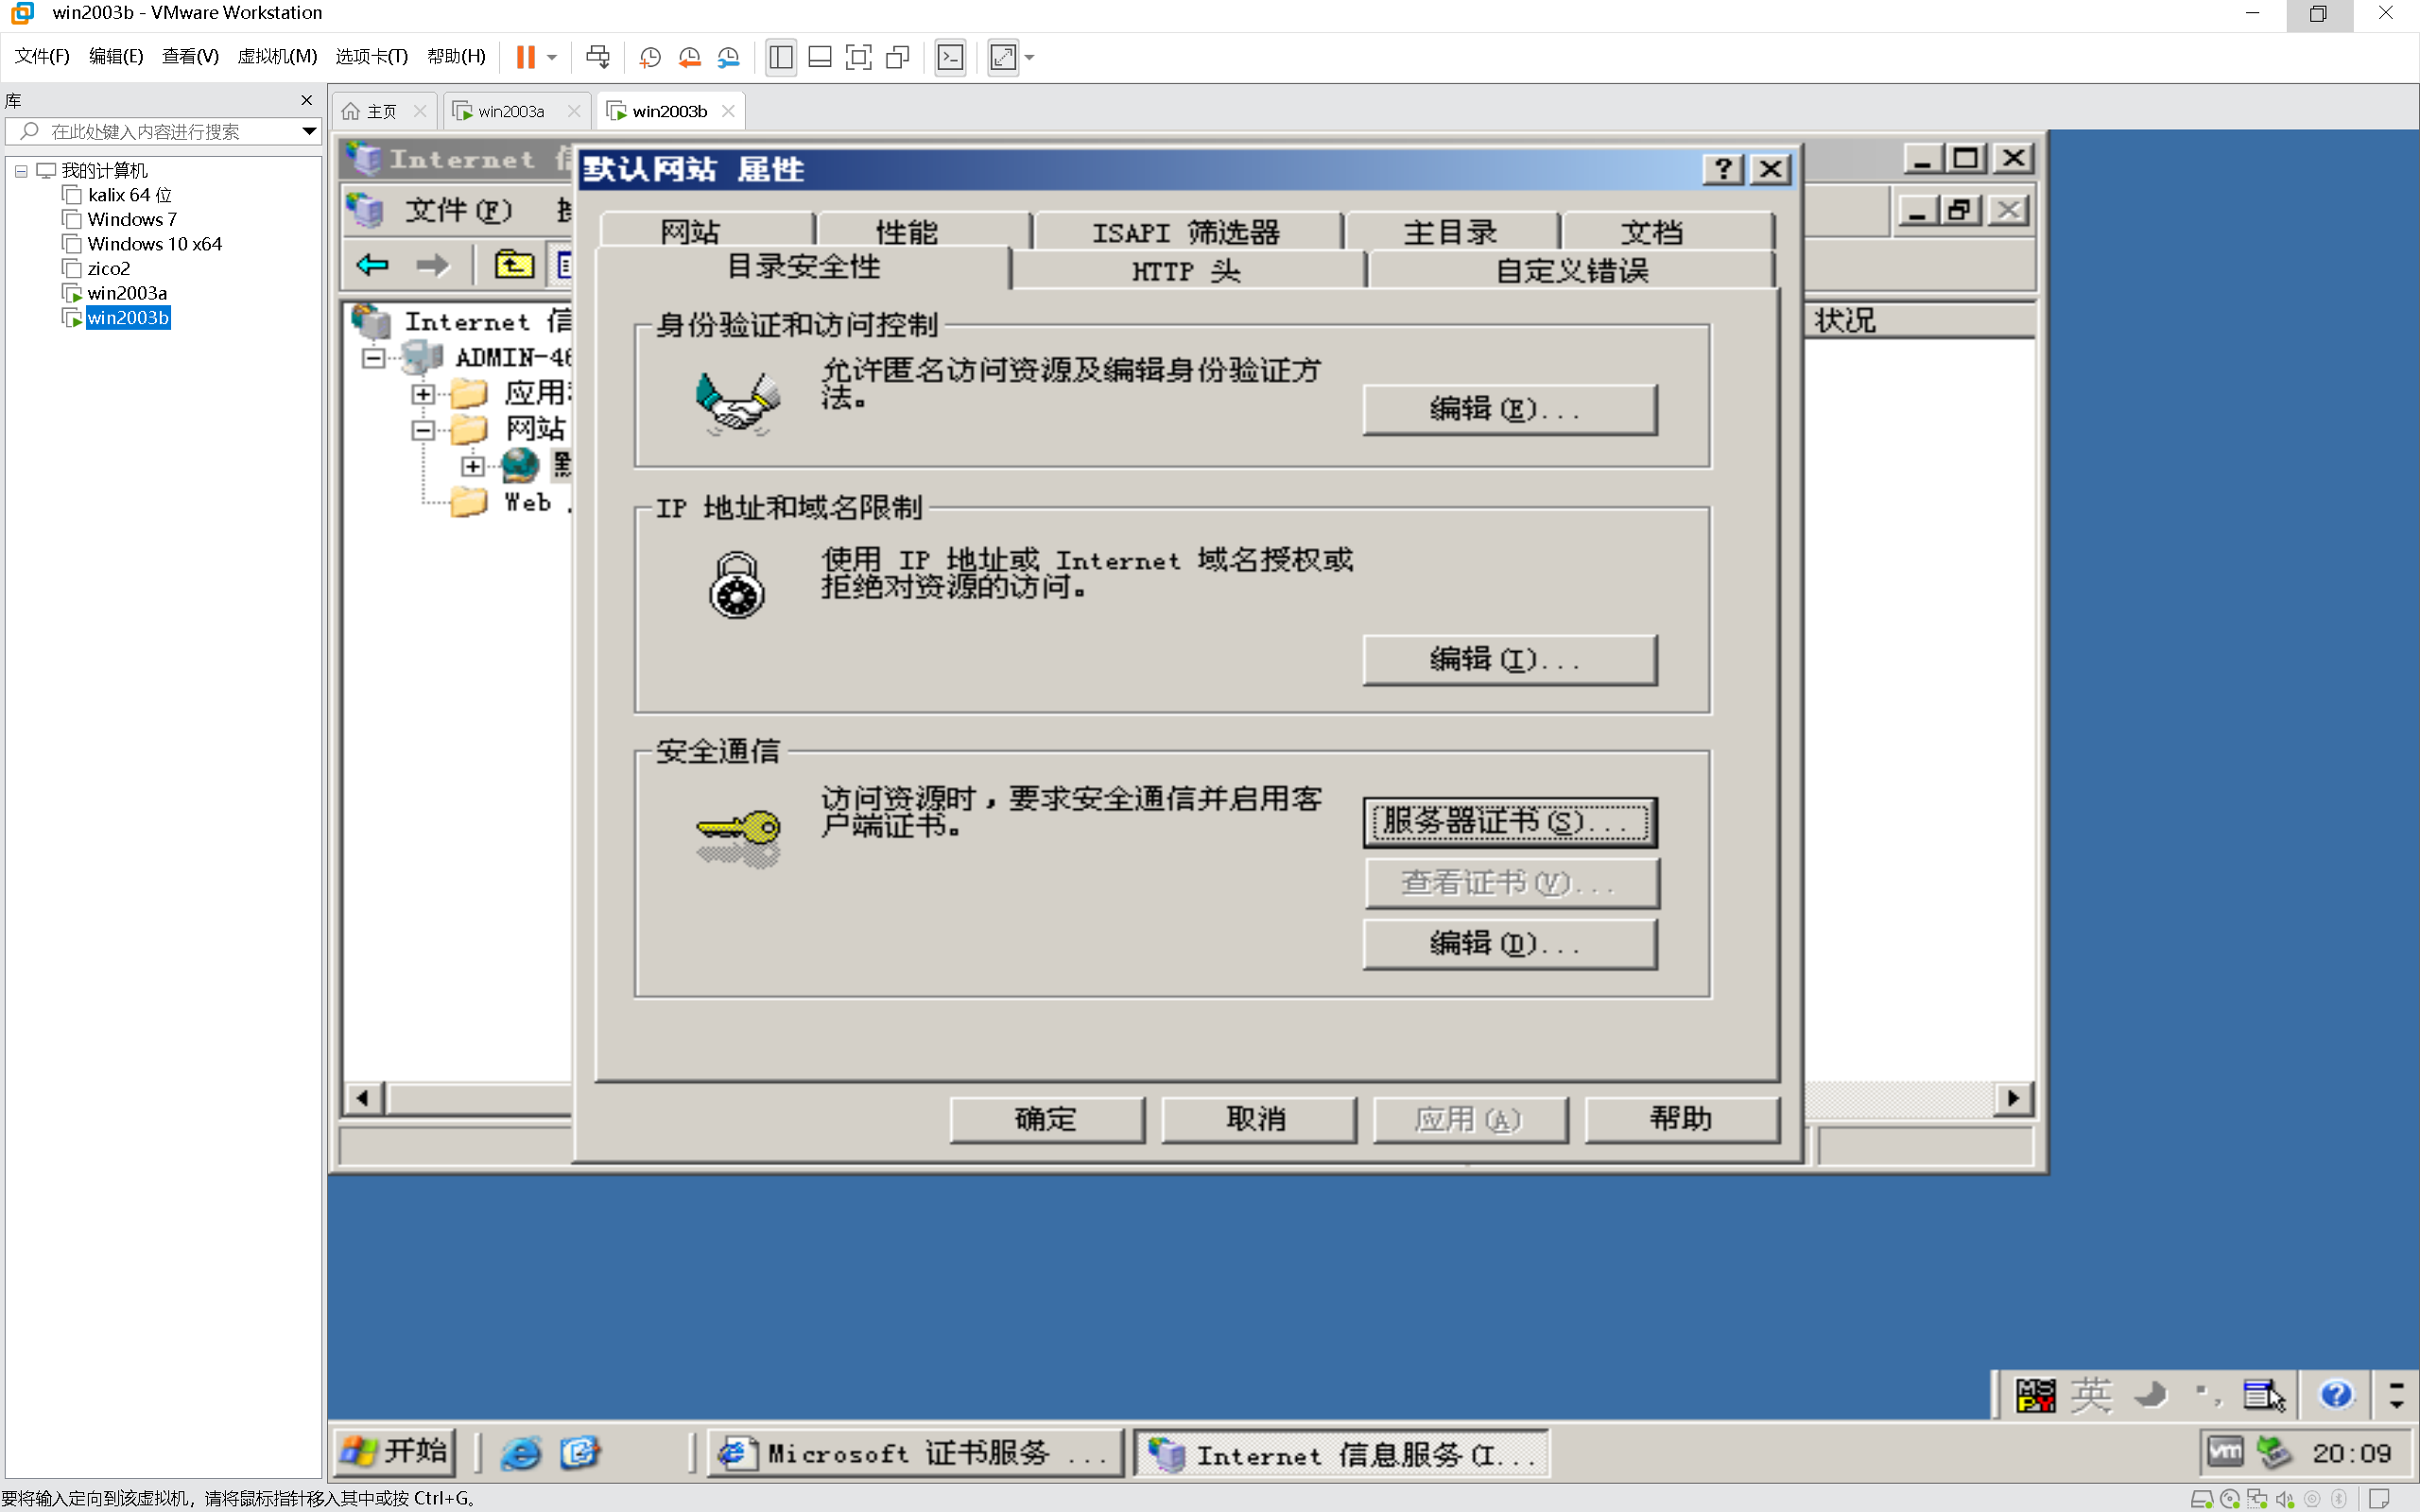 win2003b - VMware Workstation
文件(F) 编辑(E) 查看(V) 虚拟机(M) 选项卡(T) 帮助(H)
库
在此处键入内容进行搜索
我的计算机
kalix 64 位
Windows 7
Windows 10 x64
zico2
win2003a
win2003b
主页 win2003a win2003b
Internet
默认网站 属性
文件(F)
网站 性能 ISAPI 筛选器 主目录 文档
目录安全性 HTTP 头 自定义错误
Internet 信
ADMIN-46
应用
网站
默
Web
状况
身份验证和访问控制
允许匿名访问资源及编辑身份验证方
法。
编辑(E)...
IP 地址和域名限制
使用 IP 地址或 Internet 域名授权或
拒绝对资源的访问。
编辑(I)...
安全通信
访问资源时，要求安全通信并启用客
户端证书。
服务器证书(S)...
查看证书(V)...
编辑(D)...
确定 取消 应用(A) 帮助
英
开始 Microsoft 证书服务 ... Internet 信息服务(I... vm 20:09
要将输入定向到该虚拟机，请将鼠标指针移入其中或按 Ctrl+G。